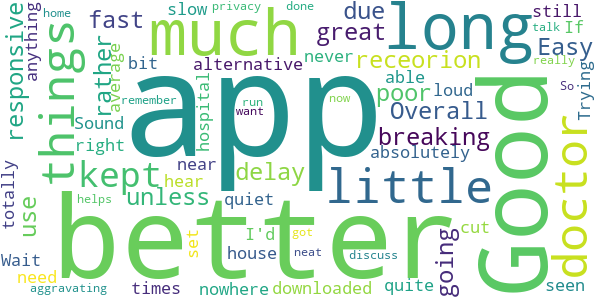 home
privacy
done
slow
due
still
long
much
fast
great
talk
If
anything
responsive
things
rather
average
bit
alternative
never
receorion
Easy
really
app
Good
doctor
remember
hospital
able
poor
loud
So
Trying
run
want
now
Sound
Overall
right
breaking
absolutely
kept
near
hear
delay
little
totally
use
helps
unless
quiet
better
I'd
set
got
going
cut
Wait
need
house
neat
discuss
aggravating
times
nowhere
downloaded
quite
seen